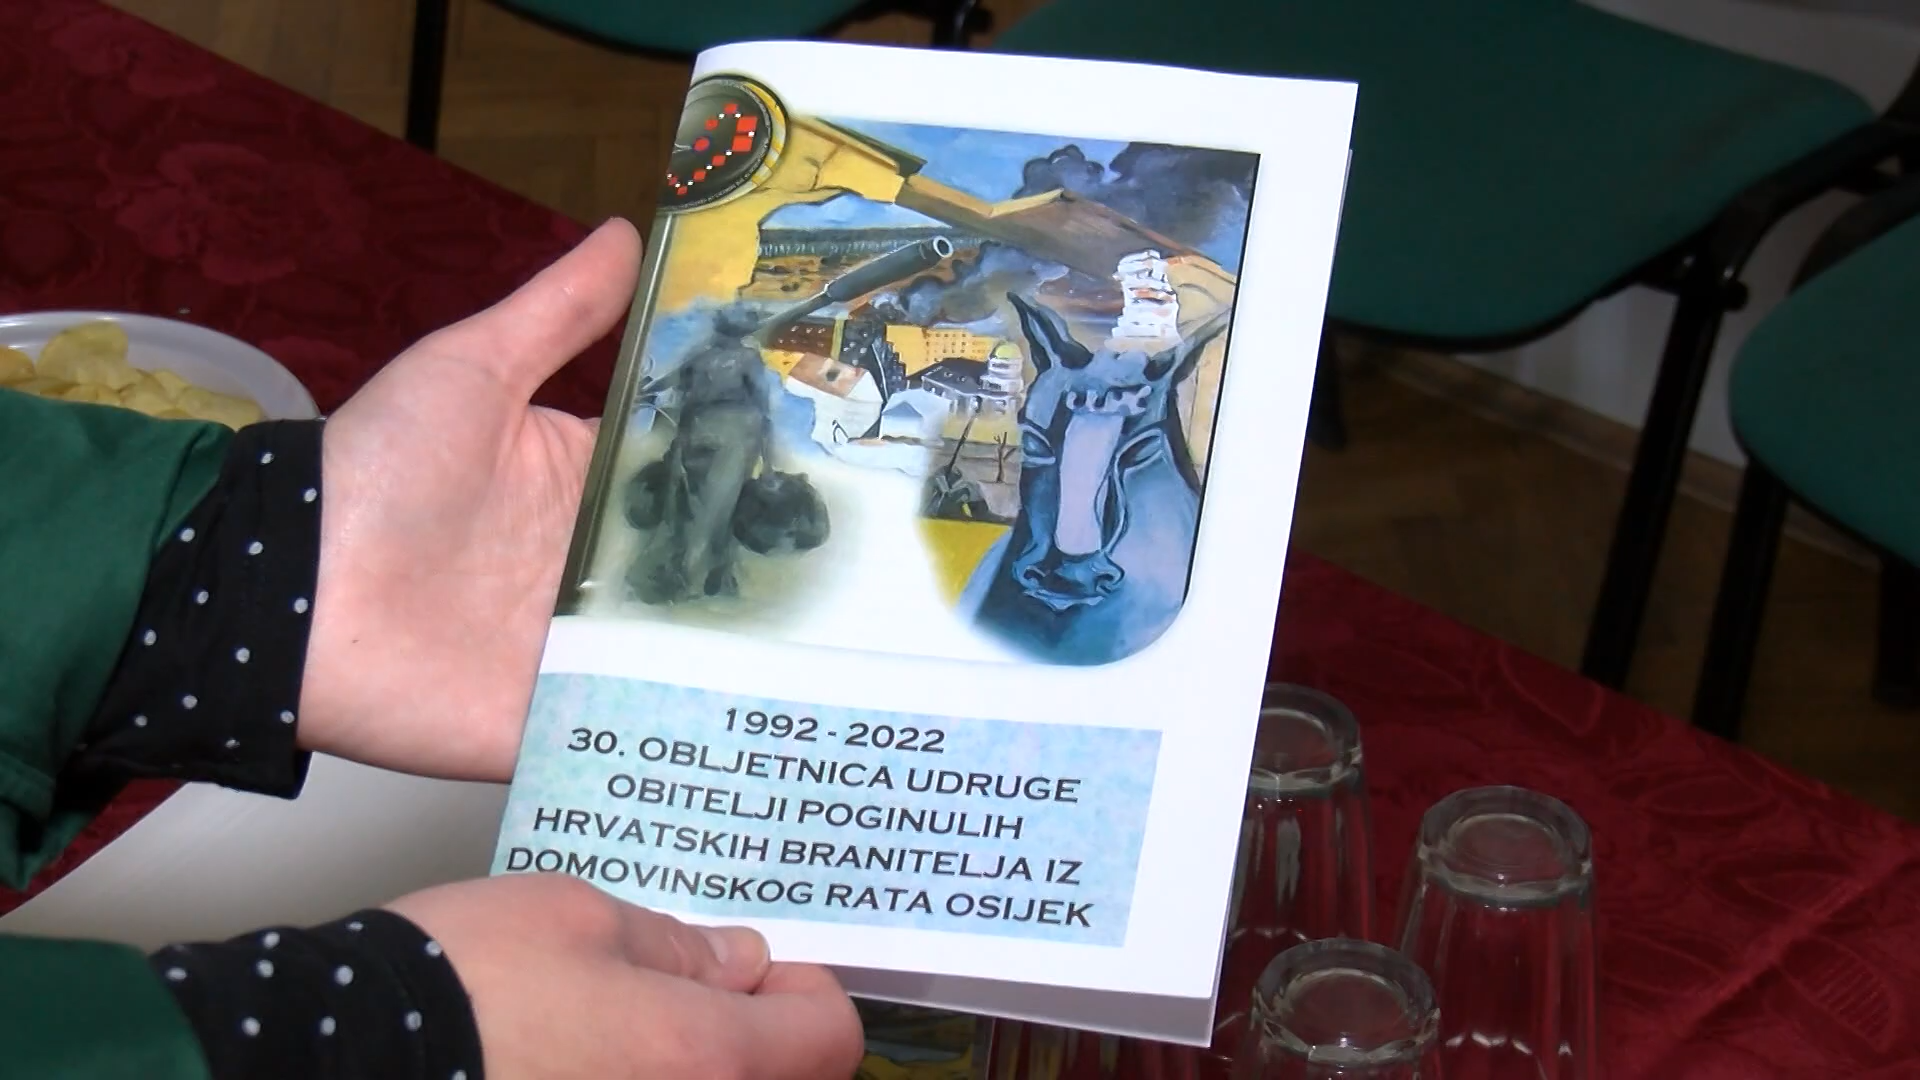 1992 - 2022
30. OBLJETNICA UDRUGE
OBITELJI POGINULIH
HRVATSKIH BRANITELJA IZ
DOMOVINSKOG RATA OSIJEK